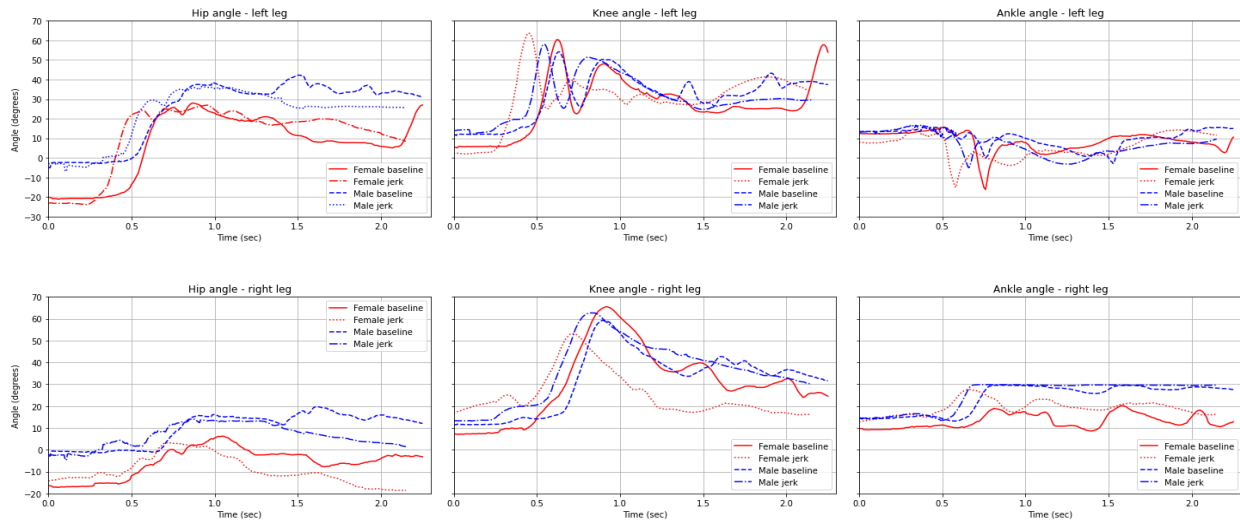 Hip angle - left leg
Knee angle - left leg
Ankle angle - left leg
Angle (degrees)
70
60
50
40
30
20
10
0
−10
−20
−30
Female baseline
Female jerk
Male baseline
Male jerk
Female baseline
Female jerk
Male baseline
Male jerk
Female baseline
Female jerk
Male baseline
Male jerk
0.0 0.5 1.0 1.5 2.0
0.0 0.5 1.0 1.5 2.0
0.0 0.5 1.0 1.5 2.0
Time (sec)
Time (sec)
Time (sec)
Hip angle - right leg
Knee angle - right leg
Ankle angle - right leg
Angle (degrees)
70
60
50
40
30
20
10
0
−10
−20
Female baseline
Female jerk
Male baseline
Male jerk
Female baseline
Female jerk
Male baseline
Male jerk
Female baseline
Female jerk
Male baseline
Male jerk
0.0 0.5 1.0 1.5 2.0
0.0 0.5 1.0 1.5 2.0
0.0 0.5 1.0 1.5 2.0
Time (sec)
Time (sec)
Time (sec)